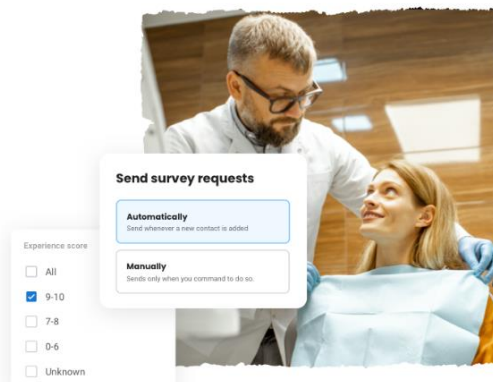 Send survey requests
Automatically
Send whenever a new contact is added
Manually
Sends only when you command to do so.
Experience score
All
9-10
7-8
0-6
Unknown